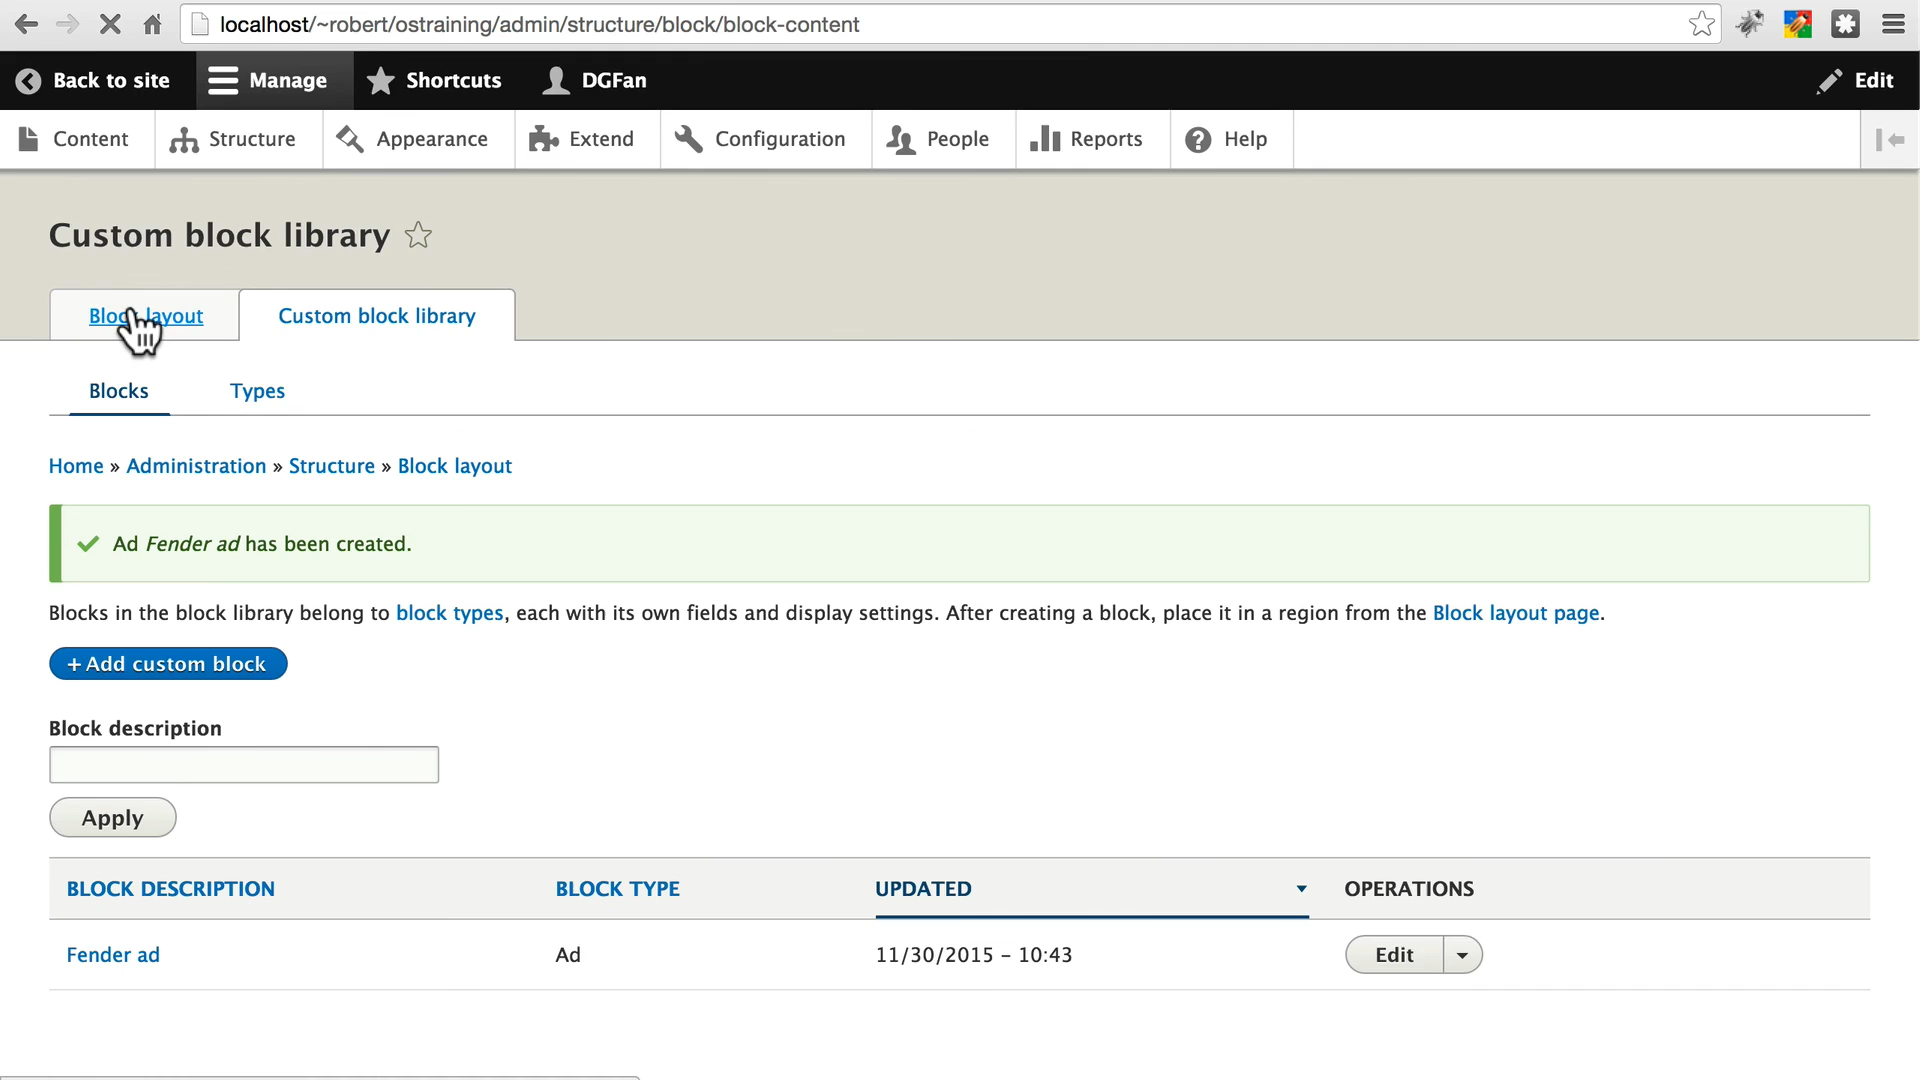 localhost/~robert/ostraining/admin/structure/block/block-content
Back to site Manage Shortcuts DGFan Edit
Content Structure Appearance Extend Configuration People Reports Help
Custom block library
Block layout Custom block library
Blocks Types
Home » Administration » Structure » Block layout
Ad Fender ad has been created.
Blocks in the block library belong to block types, each with its own fields and display settings. After creating a block, place it in a region from the Block layout page.
+ Add custom block
Block description
Apply
BLOCK DESCRIPTION BLOCK TYPE UPDATED OPERATIONS
Fender ad Ad 11/30/2015 - 10:43 Edit